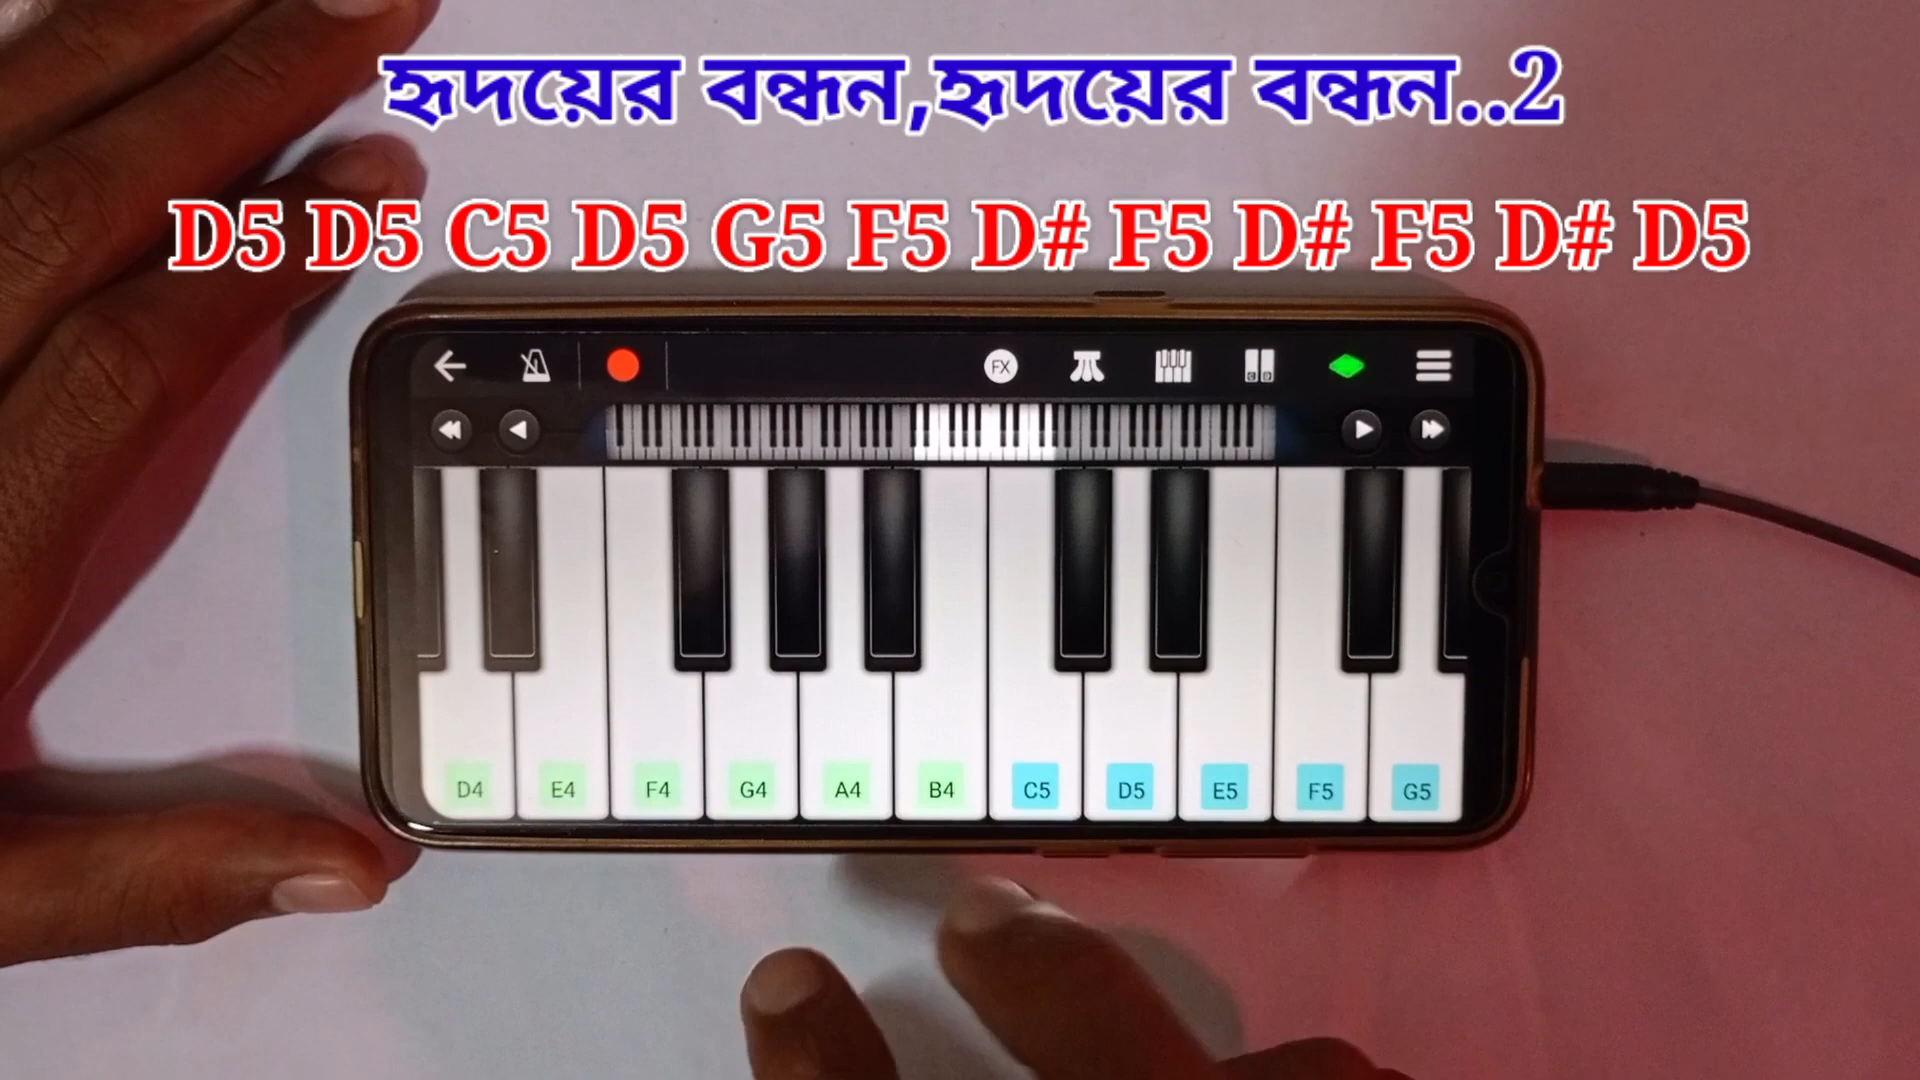 হৃদয়ের বন্ধন,হৃদয়ের বন্ধন..2
D5 D5 C5 D5 G5 F5 D# F5 D# F5 D# D5
FX
D4 E4 F4 G4 A4 B4 C5 D5 E5 F5 G5